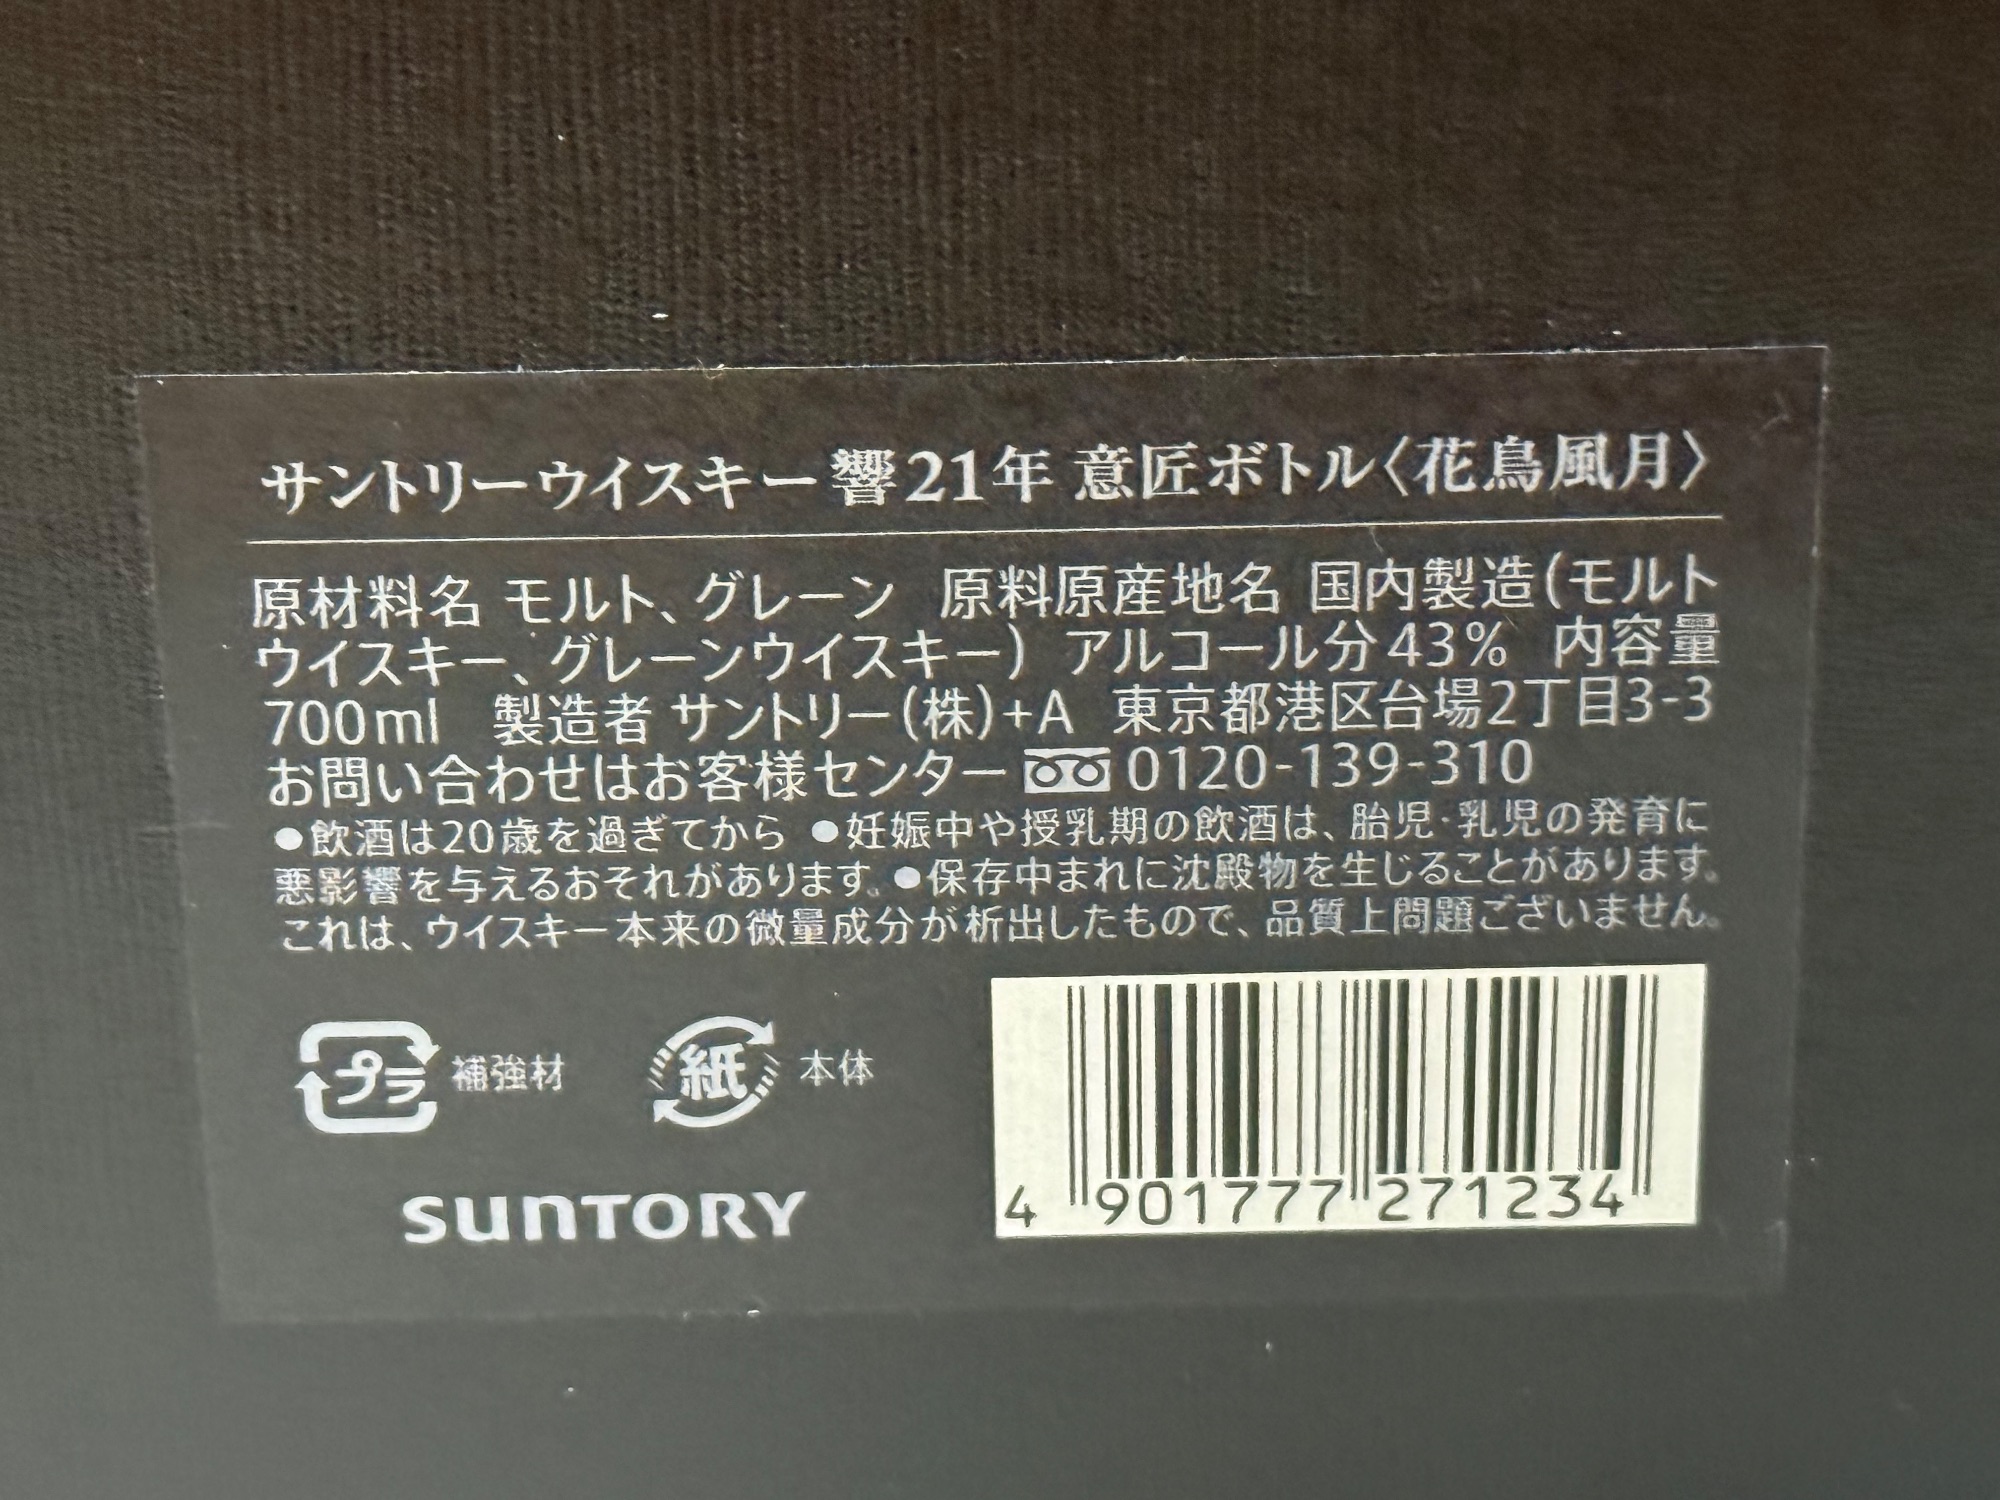 サントリーウイスキー 響21年 意匠ボトル〈花鳥風月〉
原材料名 モルト、グレーン 原料原産地名 国内製造(モルト
ウイスキー、グレーンウイスキー) アルコール分43% 内容量
700ml 製造者 サントリー(株)+A 東京都港区台場2丁目3-3
お問い合わせはお客様センター 0120-139-310
●飲酒は20歳を過ぎてから ●妊娠中や授乳期の飲酒は、胎児・乳児の発育に
悪影響を与えるおそれがあります。●保存中まれに沈殿物を生じることがあります。
これは、ウイスキー本来の微量成分が析出したもので、品質上問題ございません。
プラ 補強材 紙 本体
SUNTORY
4 901777 271234